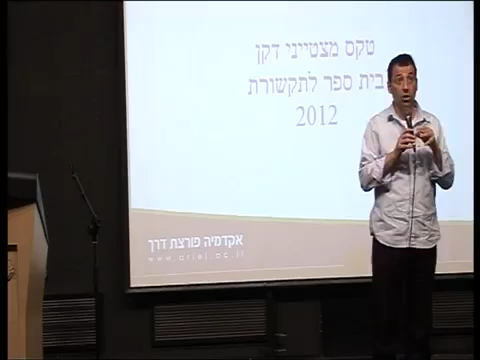 טקס מצטייני דקן
בית ספר לתקשורת
2012
אקדמיה פורצת דרך
www.ariel.ac.il